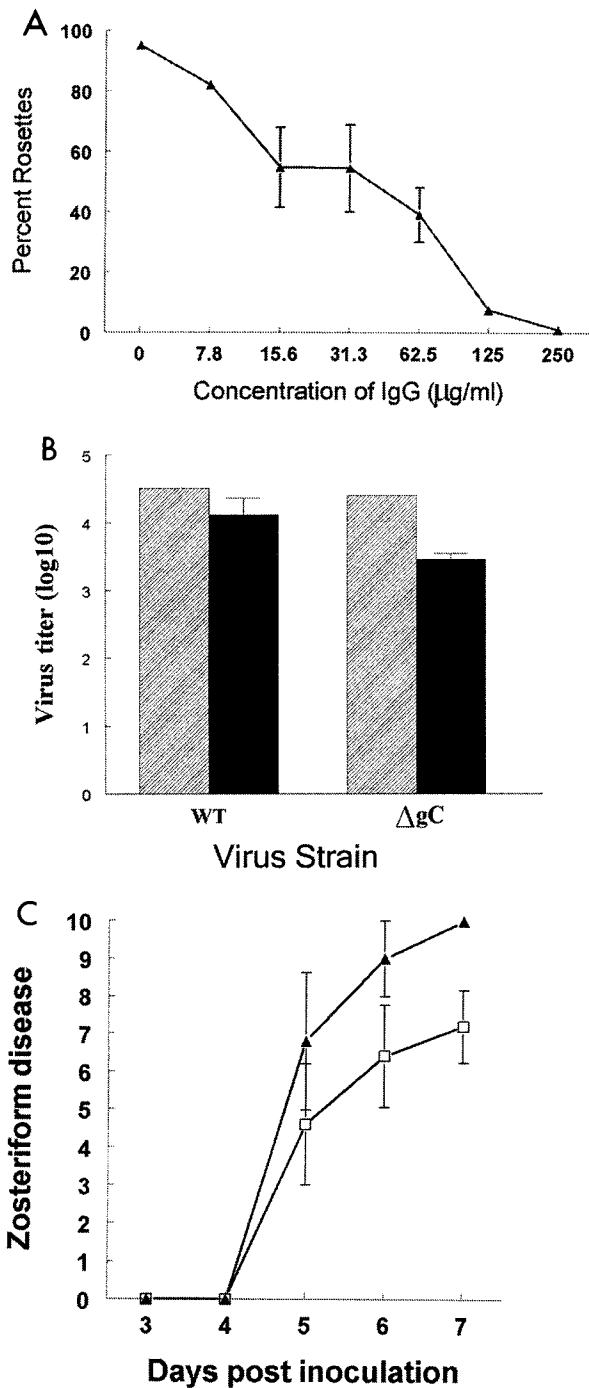 A
Percent Rosettes
100
80
60
40
20
0
0 7.8 15.6 31.3 62.5 125 250
Concentration of IgG (μg/ml)
B
Virus titer (log10)
5
4
3
2
1
0
WT ΔgC
Virus Strain
C
Zosteriform disease
10
9
8
7
6
5
4
3
2
1
0
3 4 5 6 7
Days post inoculation